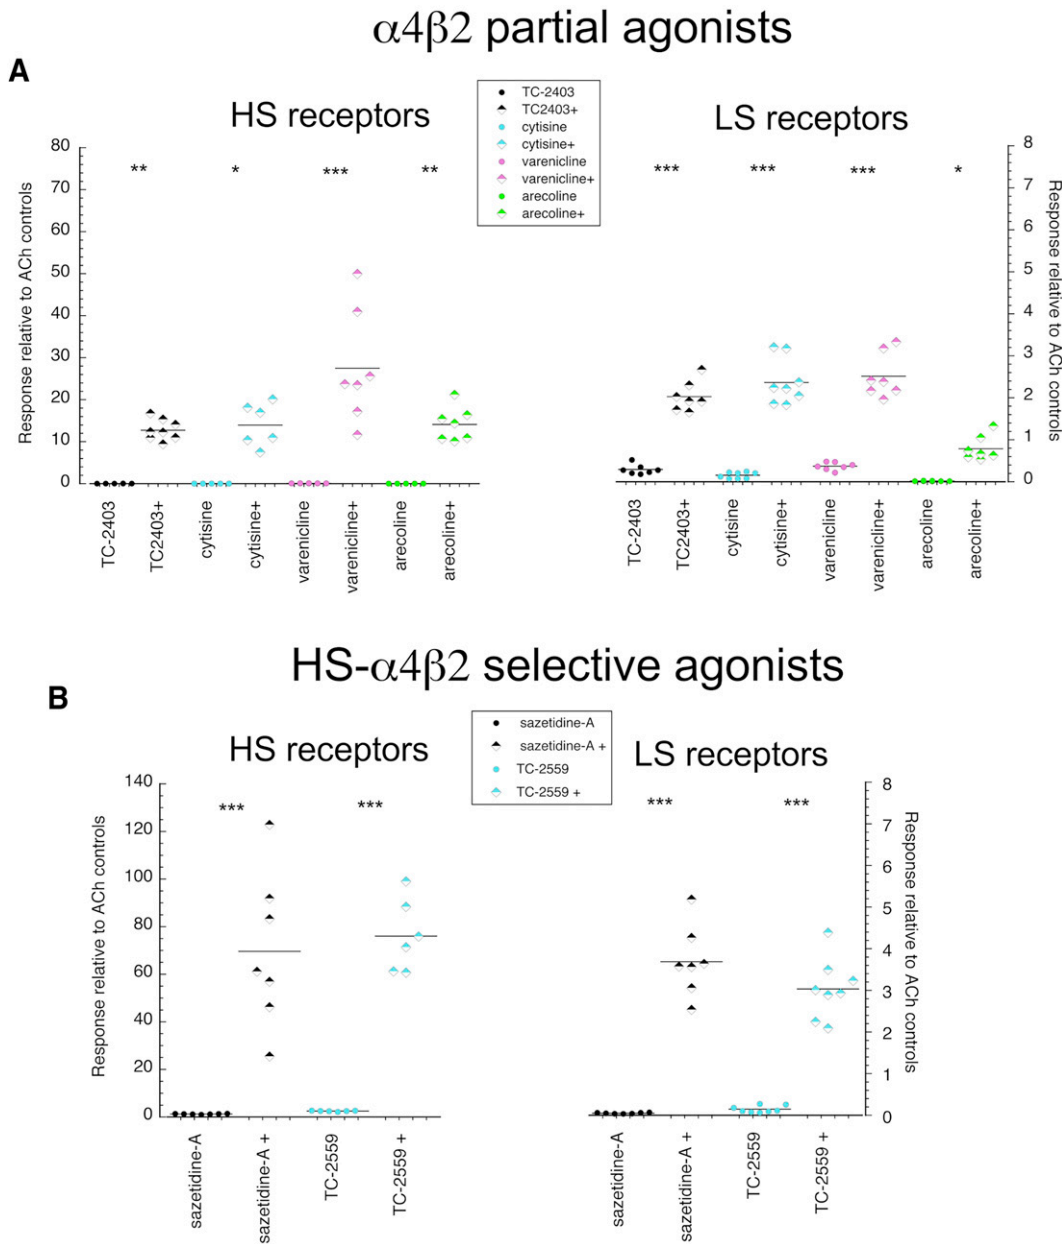 α4β2 partial agonists
A
HS receptors
LS receptors
TC-2403
TC2403+
cytisine
cytisine+
varenicline
varenicline+
arecoline
arecoline+
Response relative to ACh controls
80
70
60
50
40
30
20
10
0
** * *** **
TC-2403 TC2403+ cytisine cytisine+ varenicline varenicline+ arecoline arecoline+
*** *** *** *
8
7
6
5
4
3
2
1
0
Response relative to ACh controls
TC-2403 TC2403+ cytisine cytisine+ varenicline varenicline+ arecoline arecoline+
HS-α4β2 selective agonists
B
HS receptors
LS receptors
sazetidine-A
sazetidine-A +
TC-2559
TC-2559 +
Response relative to ACh controls
140
120
100
80
60
40
20
0
*** ***
sazetidine-A sazetidine-A + TC-2559 TC-2559 +
*** ***
8
7
6
5
4
3
2
1
0
Response relative to ACh controls
sazetidine-A sazetidine-A + TC-2559 TC-2559 +